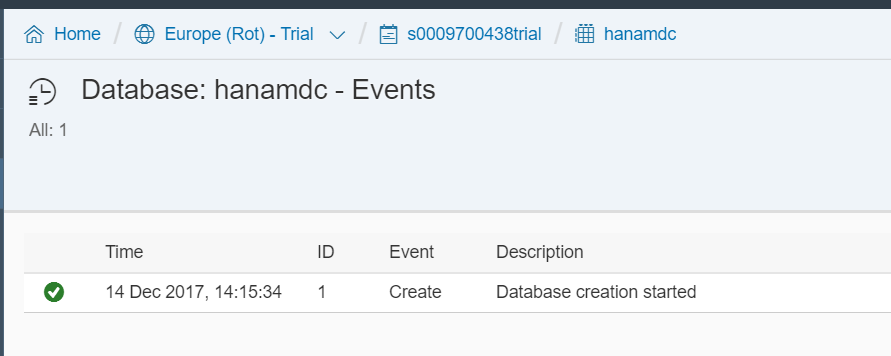 Home / Europe (Rot) - Trial / s0009700438trial / hanamdc
Database: hanamdc - Events
All: 1
Time ID Event Description
14 Dec 2017, 14:15:34 1 Create Database creation started